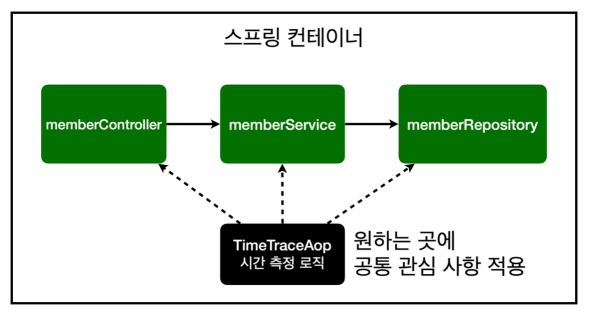 스프링 컨테이너
memberController
memberService
memberRepository
TimeTraceAop
시간 측정 로직
원하는 곳에
공통 관심 사항 적용